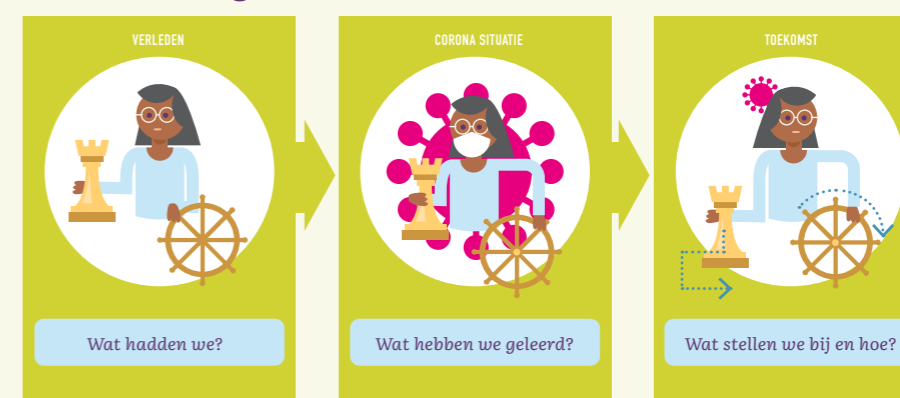 VERLEDEN
CORONA SITUATIE
TOEKOMST
Wat hadden we?
Wat hebben we geleerd?
Wat stellen we bij en hoe?